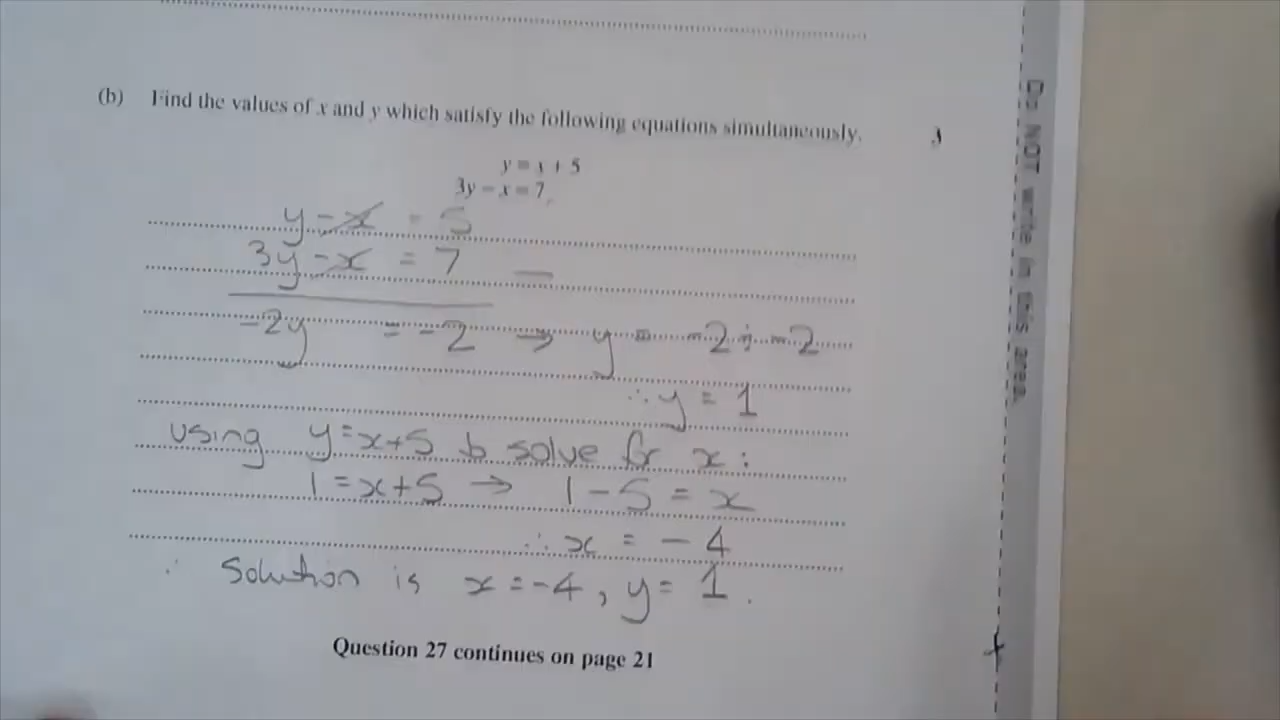 (b) Find the values of x and y which satisfy the following equations simultaneously. 3
y = x + 5
3y - x = 7
y - x = 5
3y - x = 7 —
-2y = -2 → y = -2 ÷ -2
∴ y = 1
using y = x+5 to solve for x :
1 = x+5 → 1 - 5 = x
∴ x = - 4
∴ Solution is x = -4 , y = 1 .
Question 27 continues on page 21
Do NOT write in this area.